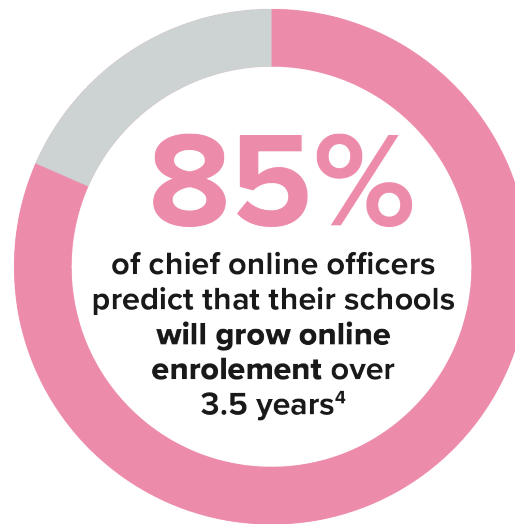 85%
of chief online officers
predict that their schools
will grow online
enrolement over
3.5 years⁴